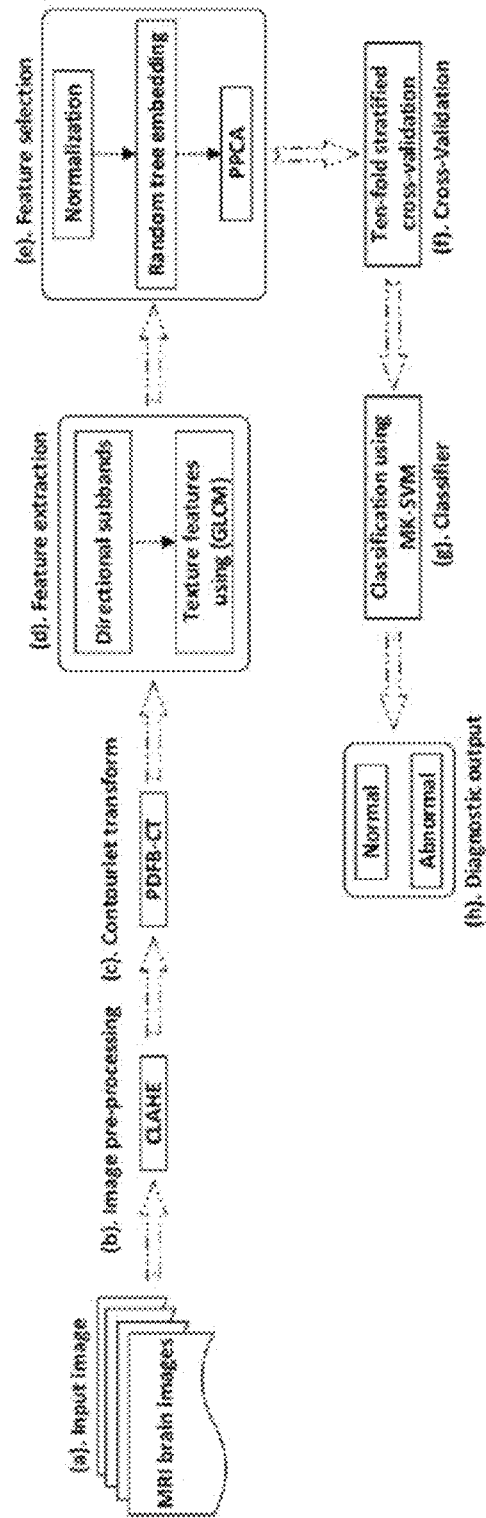 (a). Input image
MRI brain images
(b). Image pre-processing
CLAHE
(c). Contourlet transform
PDFB-CT
(d). Feature extraction
Directional subbands
Texture features
using (GLCM)
(e). Feature selection
Normalization
Random tree embedding
PPCA
Ten-fold stratified
cross-validation
(f). Cross-Validation
Classification using
MK-SVM
(g). Classifier
Normal
Abnormal
(h). Diagnostic output